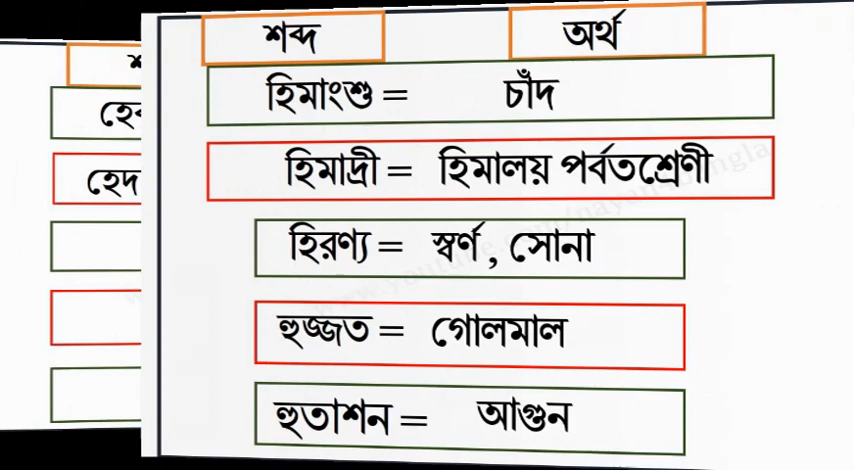 শব্দ অর্থ
হিমাংশু = চাঁদ
হিমাদ্রী = হিমালয় পর্বতশ্রেণী
হিরণ্য = স্বর্ণ , সোনা
হুজ্জত = গোলমাল
হুতাশন = আগুন